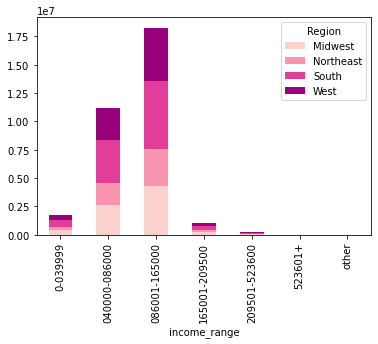 1e7
1.75
1.50
1.25
1.00
0.75
0.50
0.25
0.00
Region
Midwest
Northeast
South
West
0-039999
040000-086000
086001-165000
165001-209500
209501-523600
523601+
other
income_range